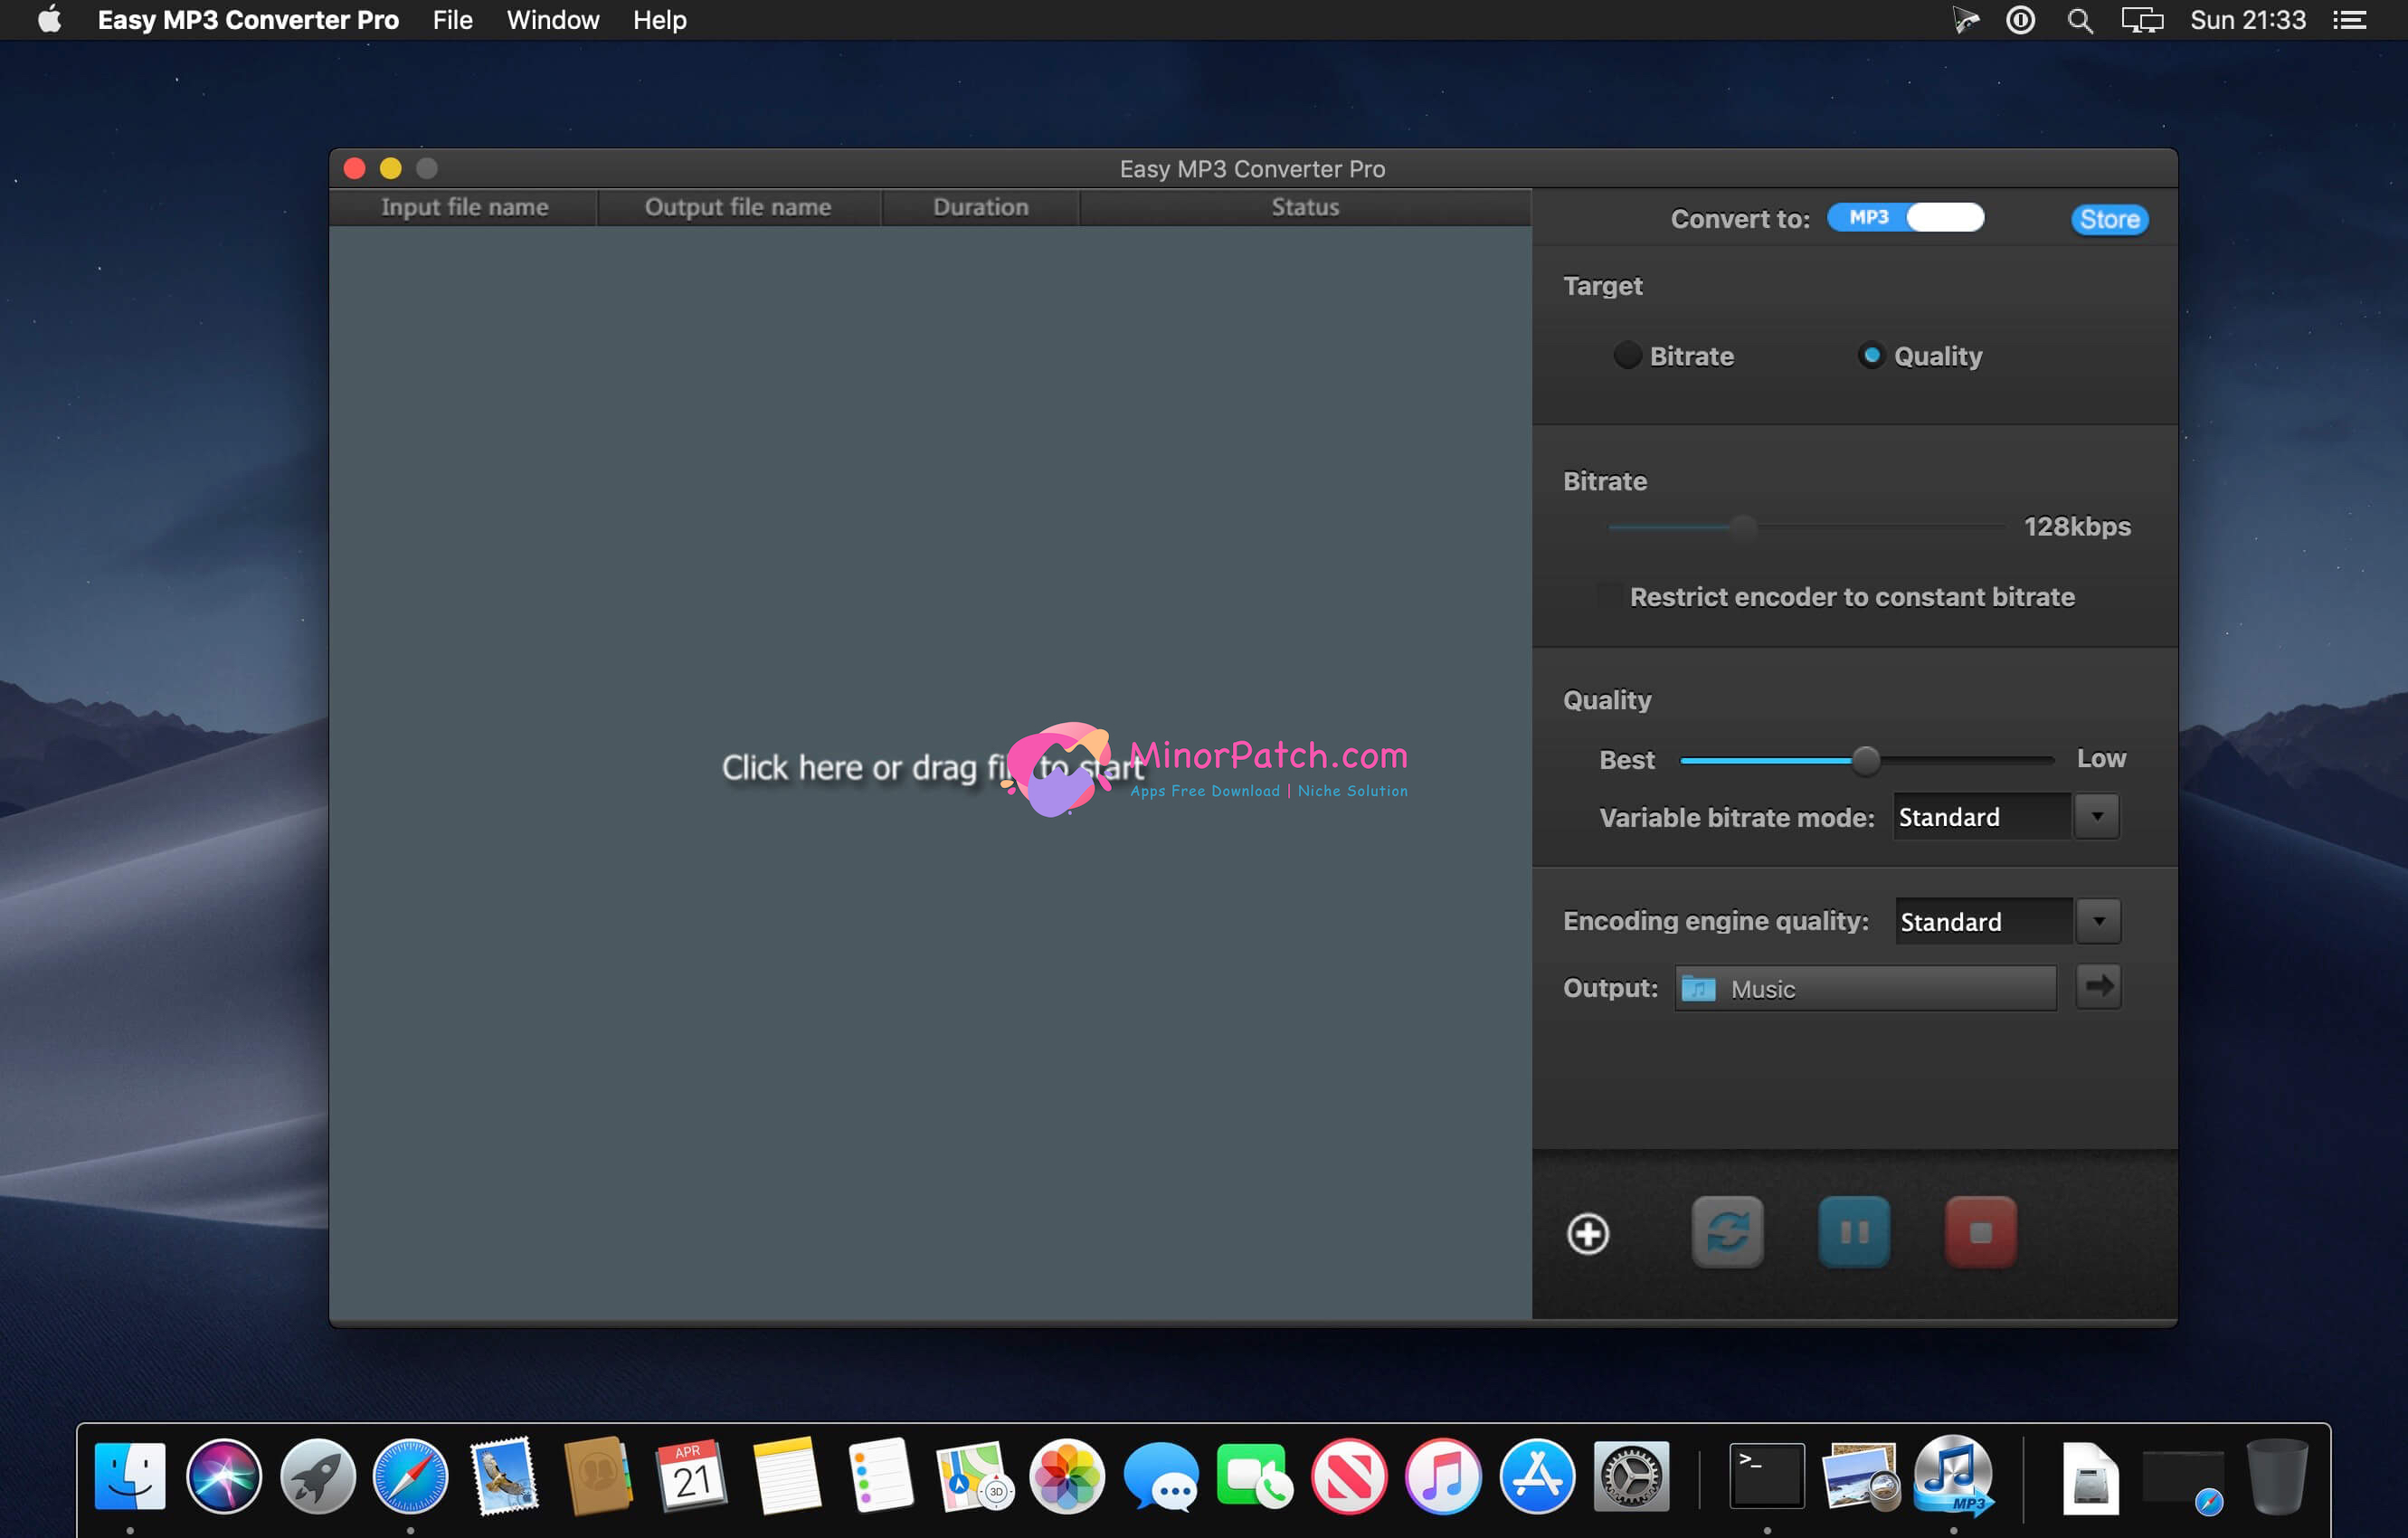 Easy MP3 Converter Pro File Window Help Sun 21:33
Easy MP3 Converter Pro
Input file name Output file name Duration Status
Convert to: MP3 Store
Target
Bitrate Quality
Bitrate
128kbps
Restrict encoder to constant bitrate
Quality
Best Low
Variable bitrate mode: Standard
Click here or drag file to start
MinorPatch.com
Apps Free Download | Niche Solution
Encoding engine quality: Standard
Output: Music
APR
21
3D
>_
MP3